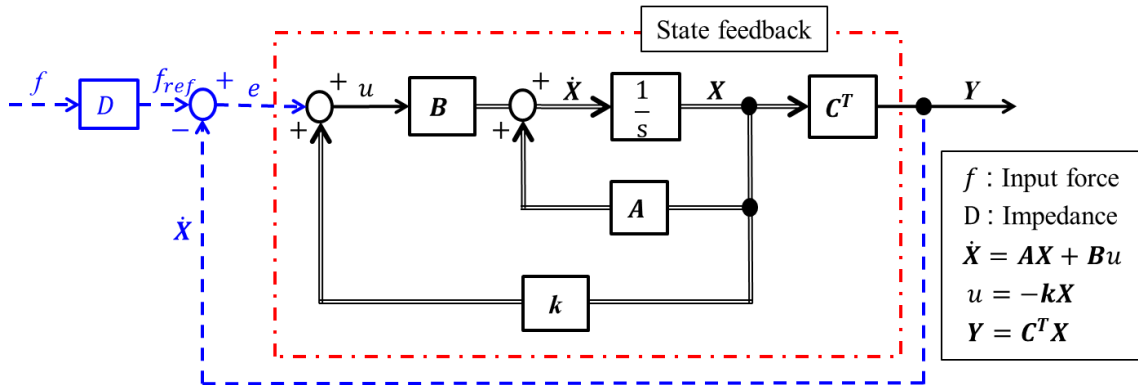 State feedback
f
D
f_ref
+
−
e
+
+
u
B
+
+
Ẋ
1/s
X
C^T
Y
A
Ẋ
k
f : Input force
D : Impedance
Ẋ = AX + Bu
u = −kX
Y = C^T X